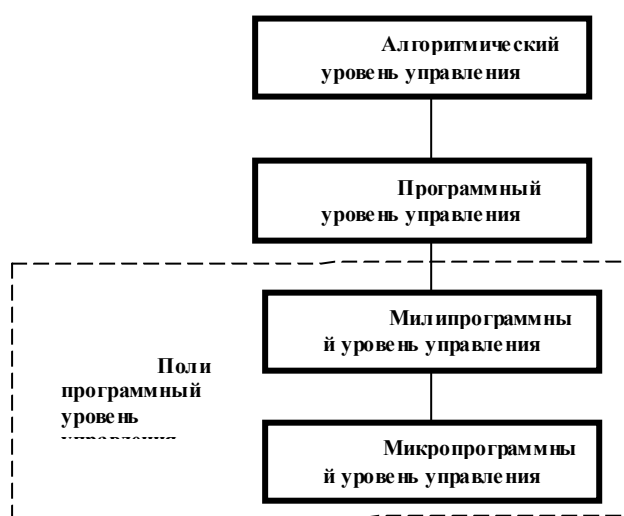 Алгоритмический
уровень управления
Программный
уровень управления
Милипрограммны
й уровень управления
Поли
программный
уровень
Микропрограммны
й уровень управления